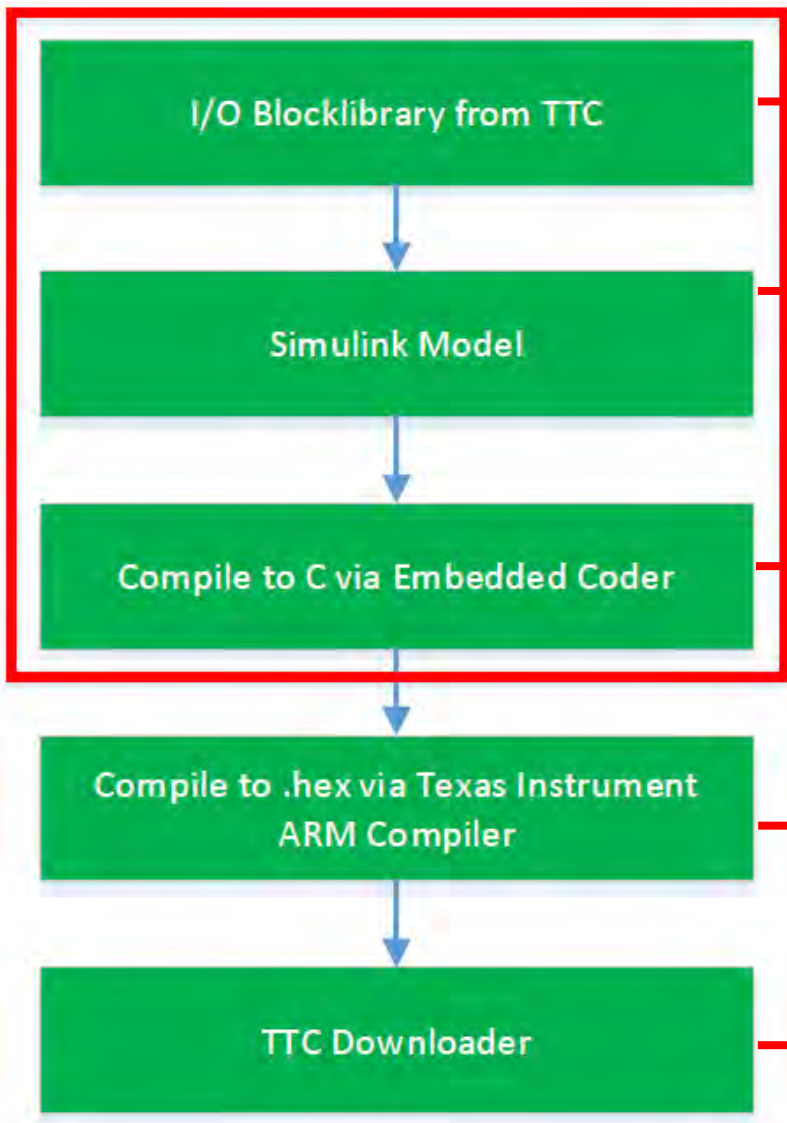 I/O Blocklibrary from TTC
Simulink Model
Compile to C via Embedded Coder
Compile to .hex via Texas Instrument
ARM Compiler
TTC Downloader